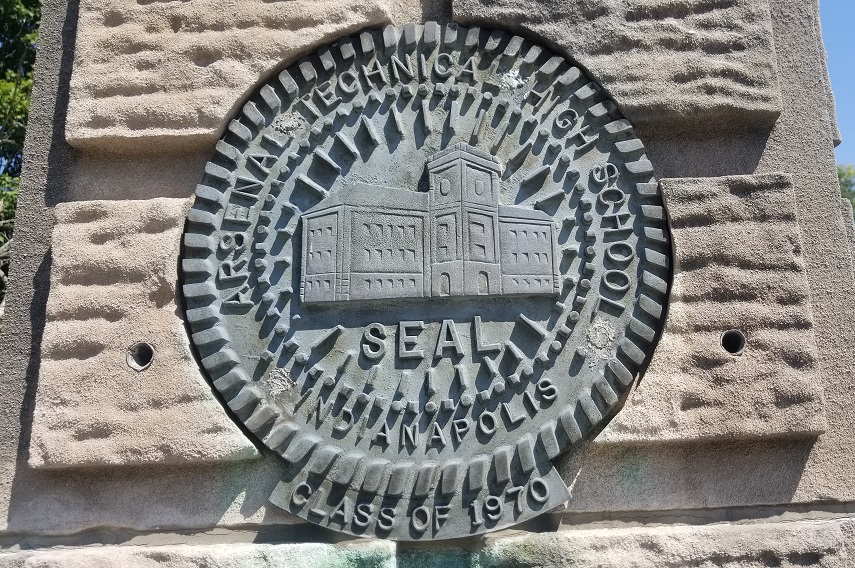 ARSENAL TECHNICAL HIGH SCHOOL
SEAL
INDIANAPOLIS
CLASS OF 1970